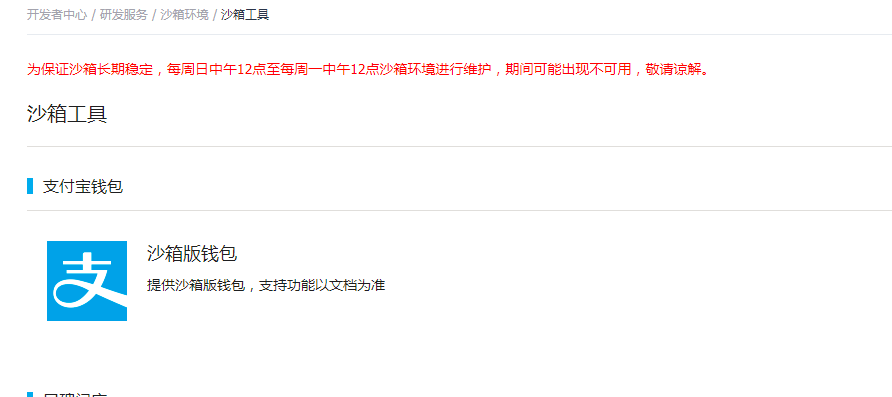 开发者中心 / 研发服务 / 沙箱环境 / 沙箱工具
为保证沙箱长期稳定，每周日中午12点至每周一中午12点沙箱环境进行维护，期间可能出现不可用，敬请谅解。
沙箱工具
支付宝钱包
支
沙箱版钱包
提供沙箱版钱包，支持功能以文档为准